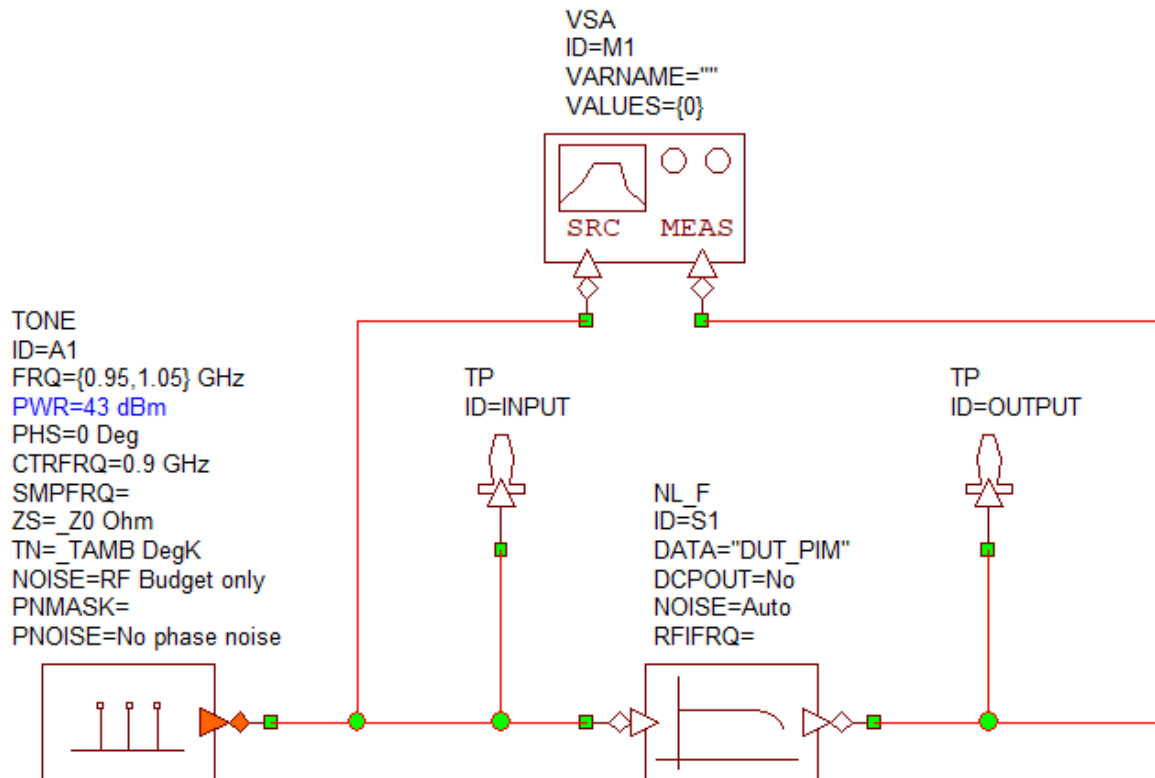 VSA
ID=M1
VARNAME=""
VALUES={0}
SRC MEAS
TONE
ID=A1
FRQ={0.95,1.05} GHz
PWR=43 dBm
PHS=0 Deg
CTRFRQ=0.9 GHz
SMPFRQ=
ZS=_Z0 Ohm
TN=_TAMB DegK
NOISE=RF Budget only
PNMASK=
PNOISE=No phase noise
TP
ID=INPUT
NL_F
ID=S1
DATA="DUT_PIM"
DCPOUT=No
NOISE=Auto
RFIFRQ=
TP
ID=OUTPUT